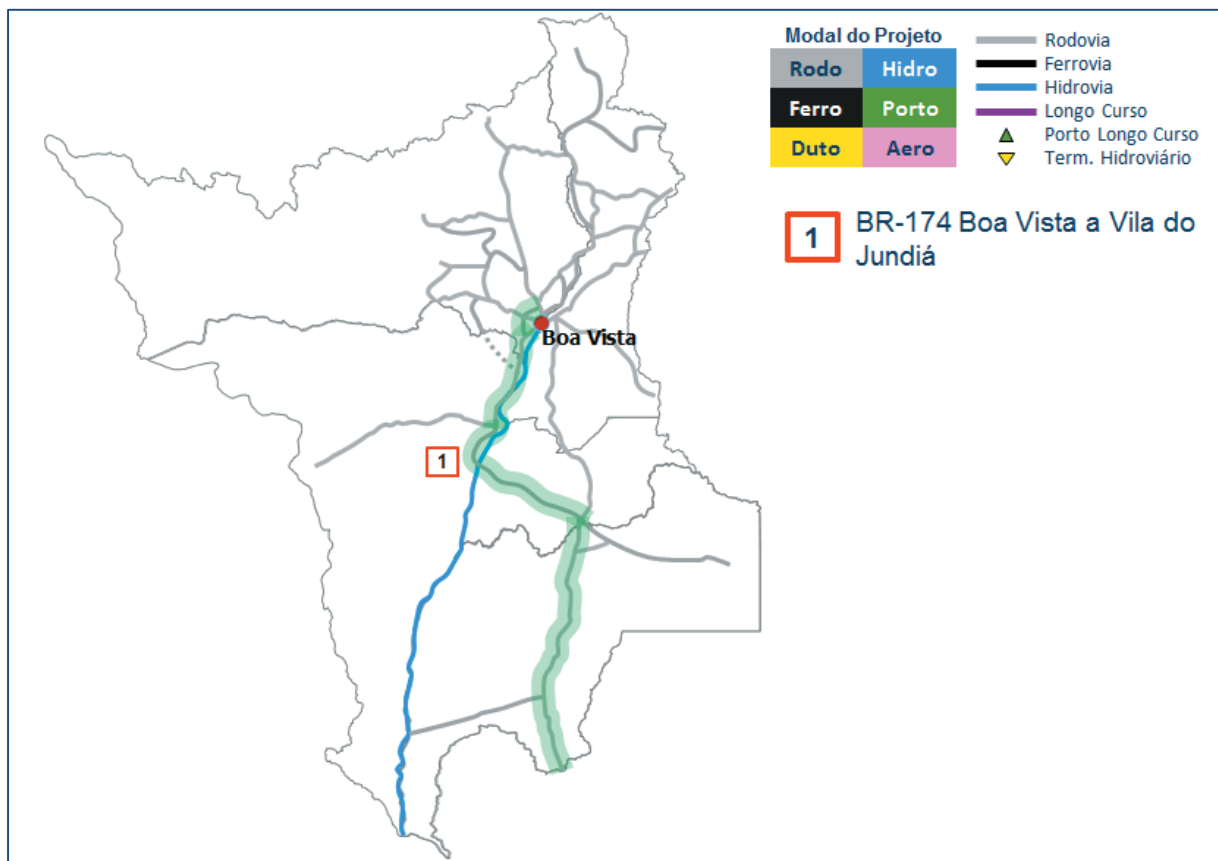 Modal do Projeto
Rodo Hidro
Ferro Porto
Duto Aero
Rodovia
Ferrovia
Hidrovia
Longo Curso
Porto Longo Curso
Term. Hidroviário
1 BR-174 Boa Vista a Vila do
Jundiá
Boa Vista
1